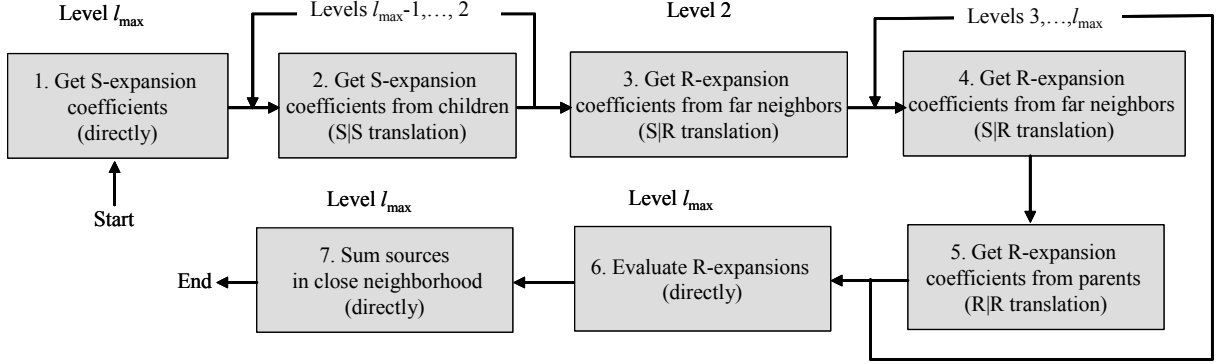 Level l_max
Levels l_max-1,…, 2
Level 2
Levels 3,…,l_max
1. Get S-expansion
coefficients
(directly)
2. Get S-expansion
coefficients from children
(S|S translation)
3. Get R-expansion
coefficients from far neighbors
(S|R translation)
4. Get R-expansion
coefficients from far neighbors
(S|R translation)
Start
Level l_max
Level l_max
5. Get R-expansion
coefficients from parents
(R|R translation)
6. Evaluate R-expansions
(directly)
7. Sum sources
in close neighborhood
(directly)
End